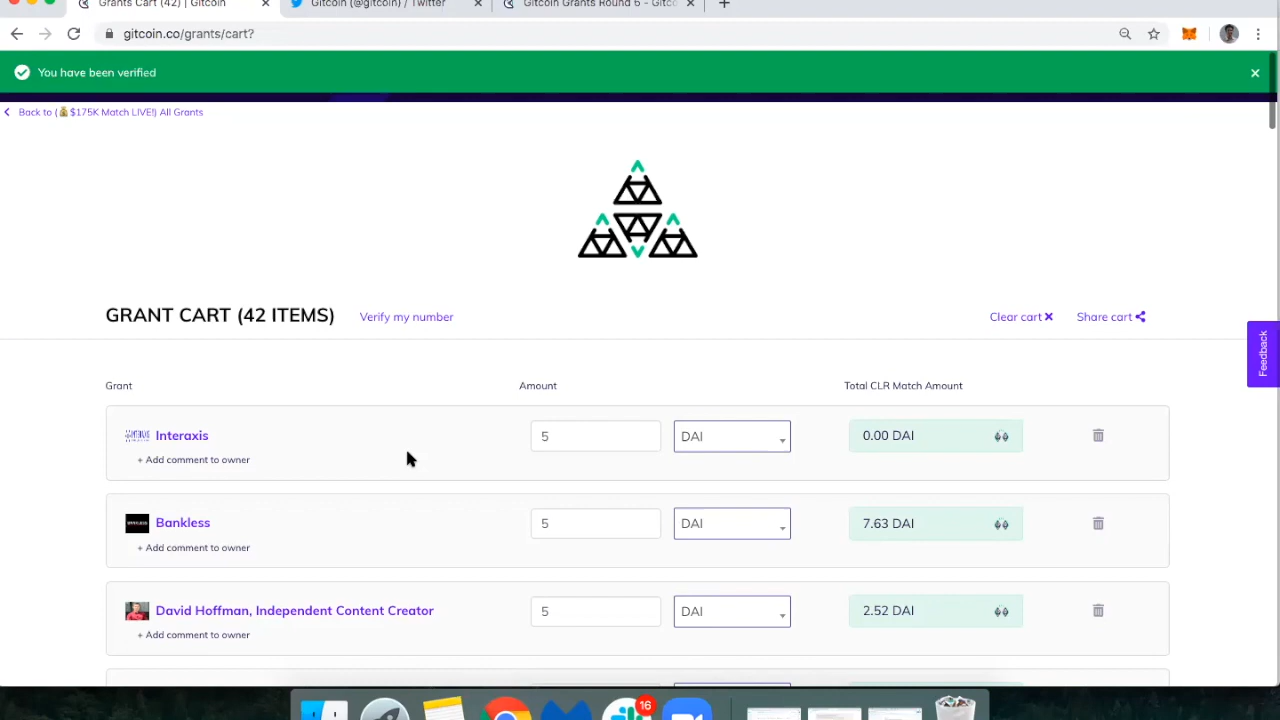 Grants Cart (42) | Gitcoin
Gitcoin (@gitcoin) / Twitter
Gitcoin Grants Round 6 - Gitco
gitcoin.co/grants/cart?
You have been verified
Back to (💰$175K Match LIVE!) All Grants
GRANT CART (42 ITEMS)
Verify my number
Clear cart
Share cart
Feedback
Grant
Amount
Total CLR Match Amount
Interaxis
5
DAI
0.00 DAI
+ Add comment to owner
Bankless
5
DAI
7.63 DAI
+ Add comment to owner
David Hoffman, Independent Content Creator
5
DAI
2.52 DAI
+ Add comment to owner
16